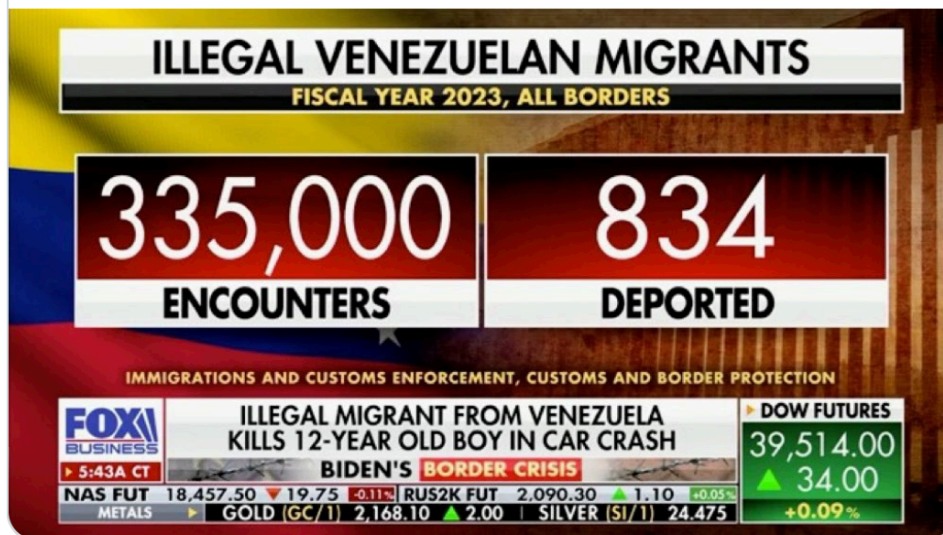 ILLEGAL VENEZUELAN MIGRANTS
FISCAL YEAR 2023, ALL BORDERS
335,000
ENCOUNTERS
834
DEPORTED
IMMIGRATIONS AND CUSTOMS ENFORCEMENT, CUSTOMS AND BORDER PROTECTION
FOX
BUSINESS
5:43A CT
ILLEGAL MIGRANT FROM VENEZUELA
KILLS 12-YEAR OLD BOY IN CAR CRASH
BIDEN'S BORDER CRISIS
DOW FUTURES
39,514.00
▲ 34.00
+0.09%
NAS FUT 18,457.50 ▼ 19.75 -0.11% RUS2K FUT 2,090.30 ▲ 1.10 +0.05%
METALS GOLD (GC/1) 2,168.10 ▲ 2.00 | SILVER (SI/1) 24.475